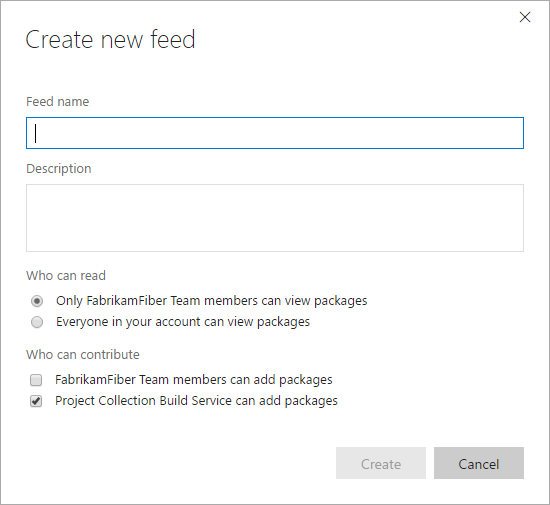 Create new feed
Feed name
Description
Who can read
Only FabrikamFiber Team members can view packages
Everyone in your account can view packages
Who can contribute
FabrikamFiber Team members can add packages
Project Collection Build Service can add packages
Create Cancel